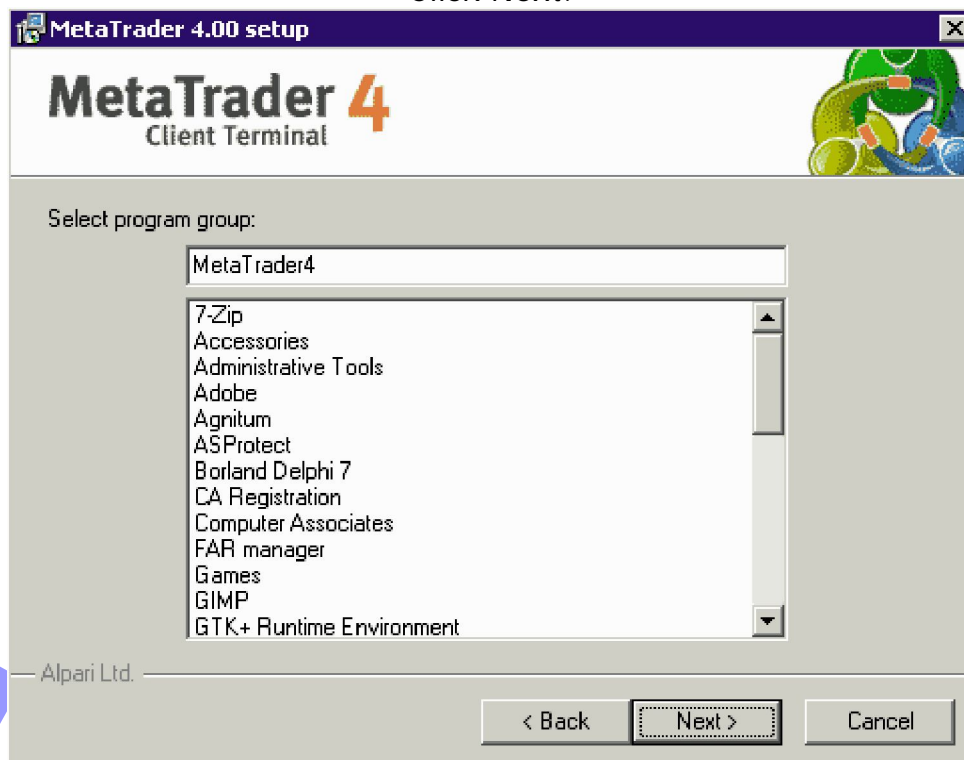 MetaTrader 4.00 setup
MetaTrader 4
Client Terminal
Select program group:
MetaTrader4
7-Zip
Accessories
Administrative Tools
Adobe
Agnitum
ASProtect
Borland Delphi 7
CA Registration
Computer Associates
FAR manager
Games
GIMP
GTK+ Runtime Environment
Alpari Ltd.
< Back Next > Cancel